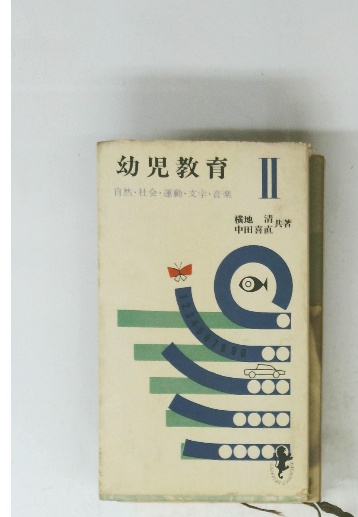 幼児教育 II
自然・社会・運動・文字・音楽
横地 清
中田喜直
共著
1234567890